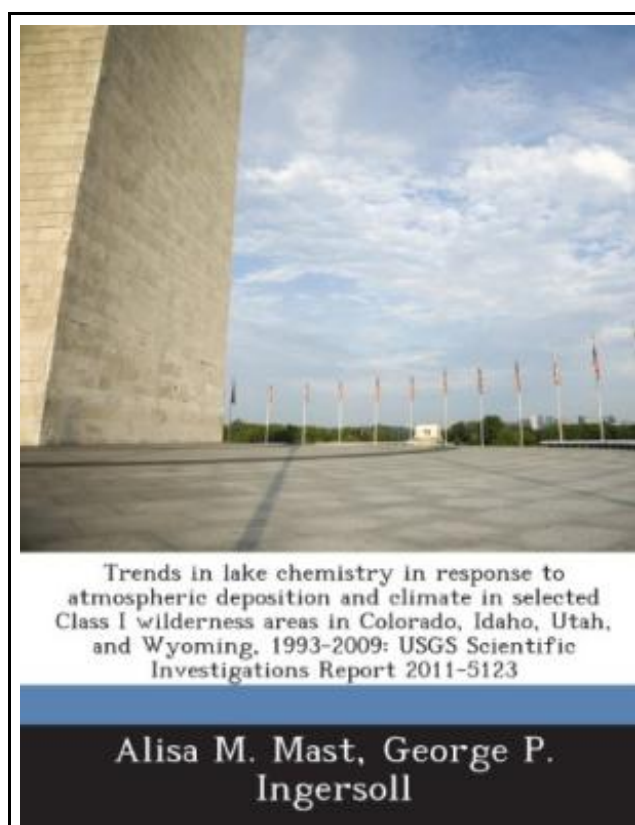 Trends in lake chemistry in response to
atmospheric deposition and climate in selected
Class I wilderness areas in Colorado, Idaho, Utah,
and Wyoming, 1993-2009: USGS Scientific
Investigations Report 2011-5123
Alisa M. Mast, George P.
Ingersoll